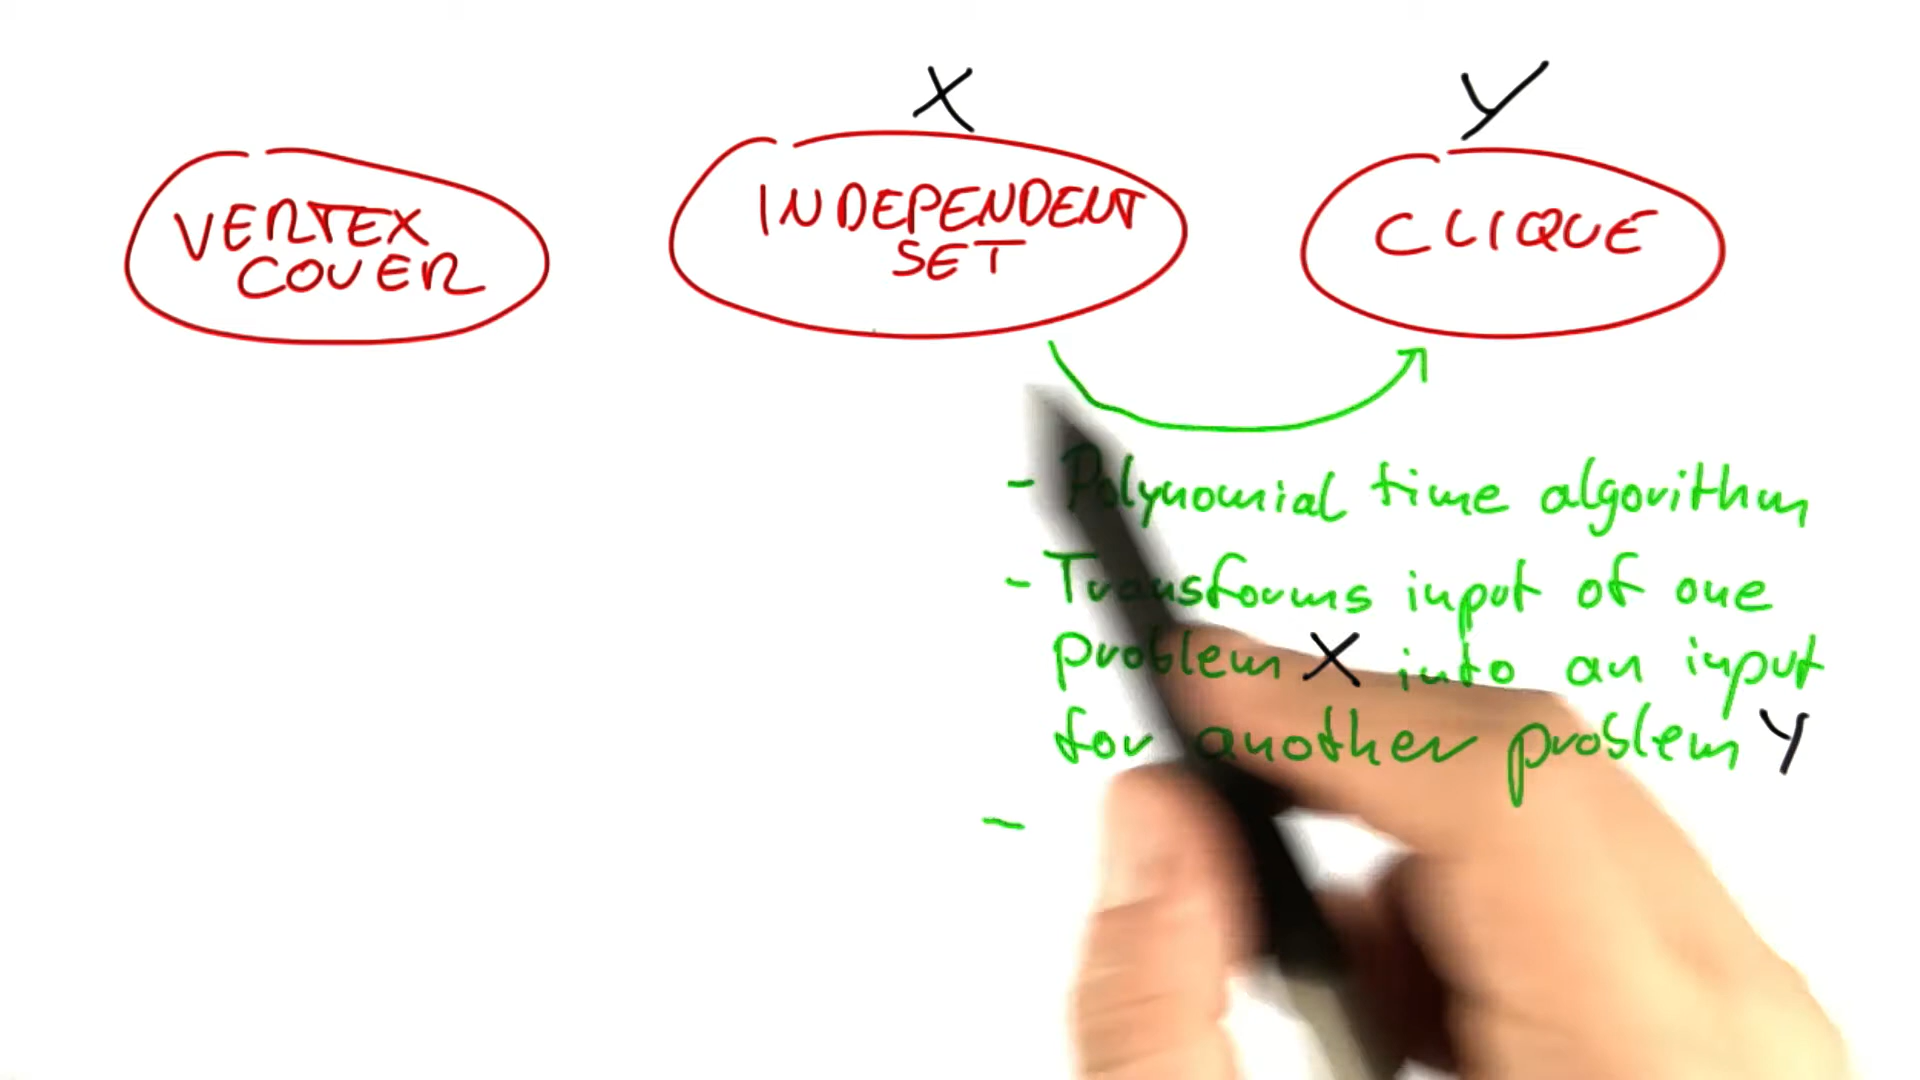 X
Y
VERTEX
COVER
INDEPENDENT
SET
CLIQUE
- Polynomial time algorithm
- Transforms input of one
problem X into an input
for another problem Y
-